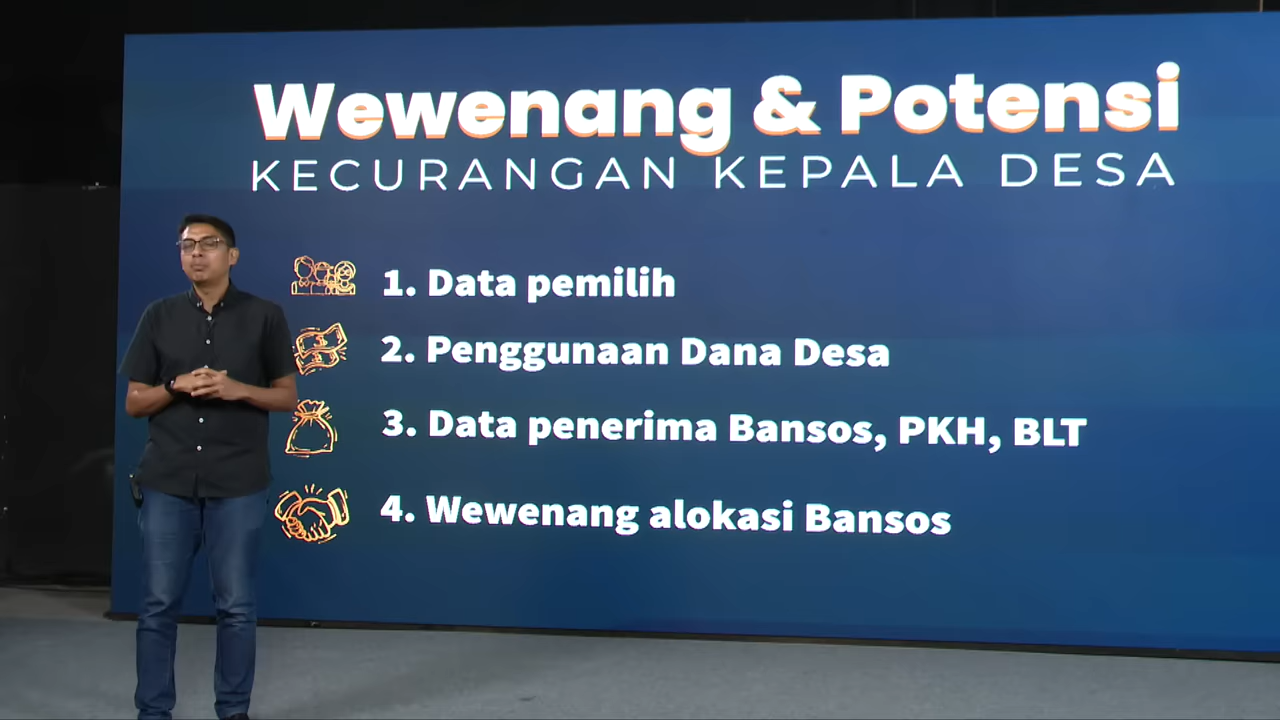 Wewenang & Potensi
KECURANGAN KEPALA DESA
1. Data pemilih
2. Penggunaan Dana Desa
3. Data penerima Bansos, PKH, BLT
4. Wewenang alokasi Bansos